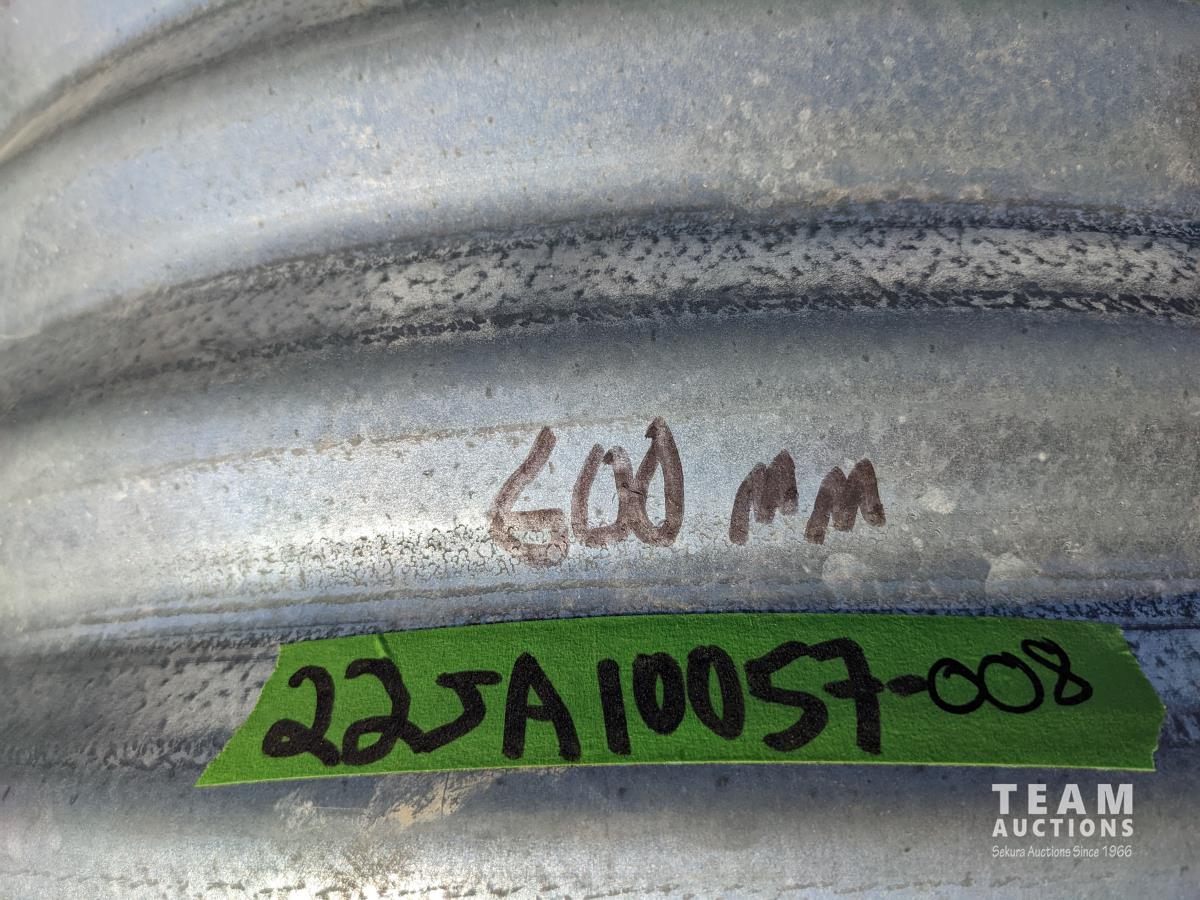 600 mm
22JA10057-008
TEAM
AUCTIONS
Sekura Auctions Since 1966